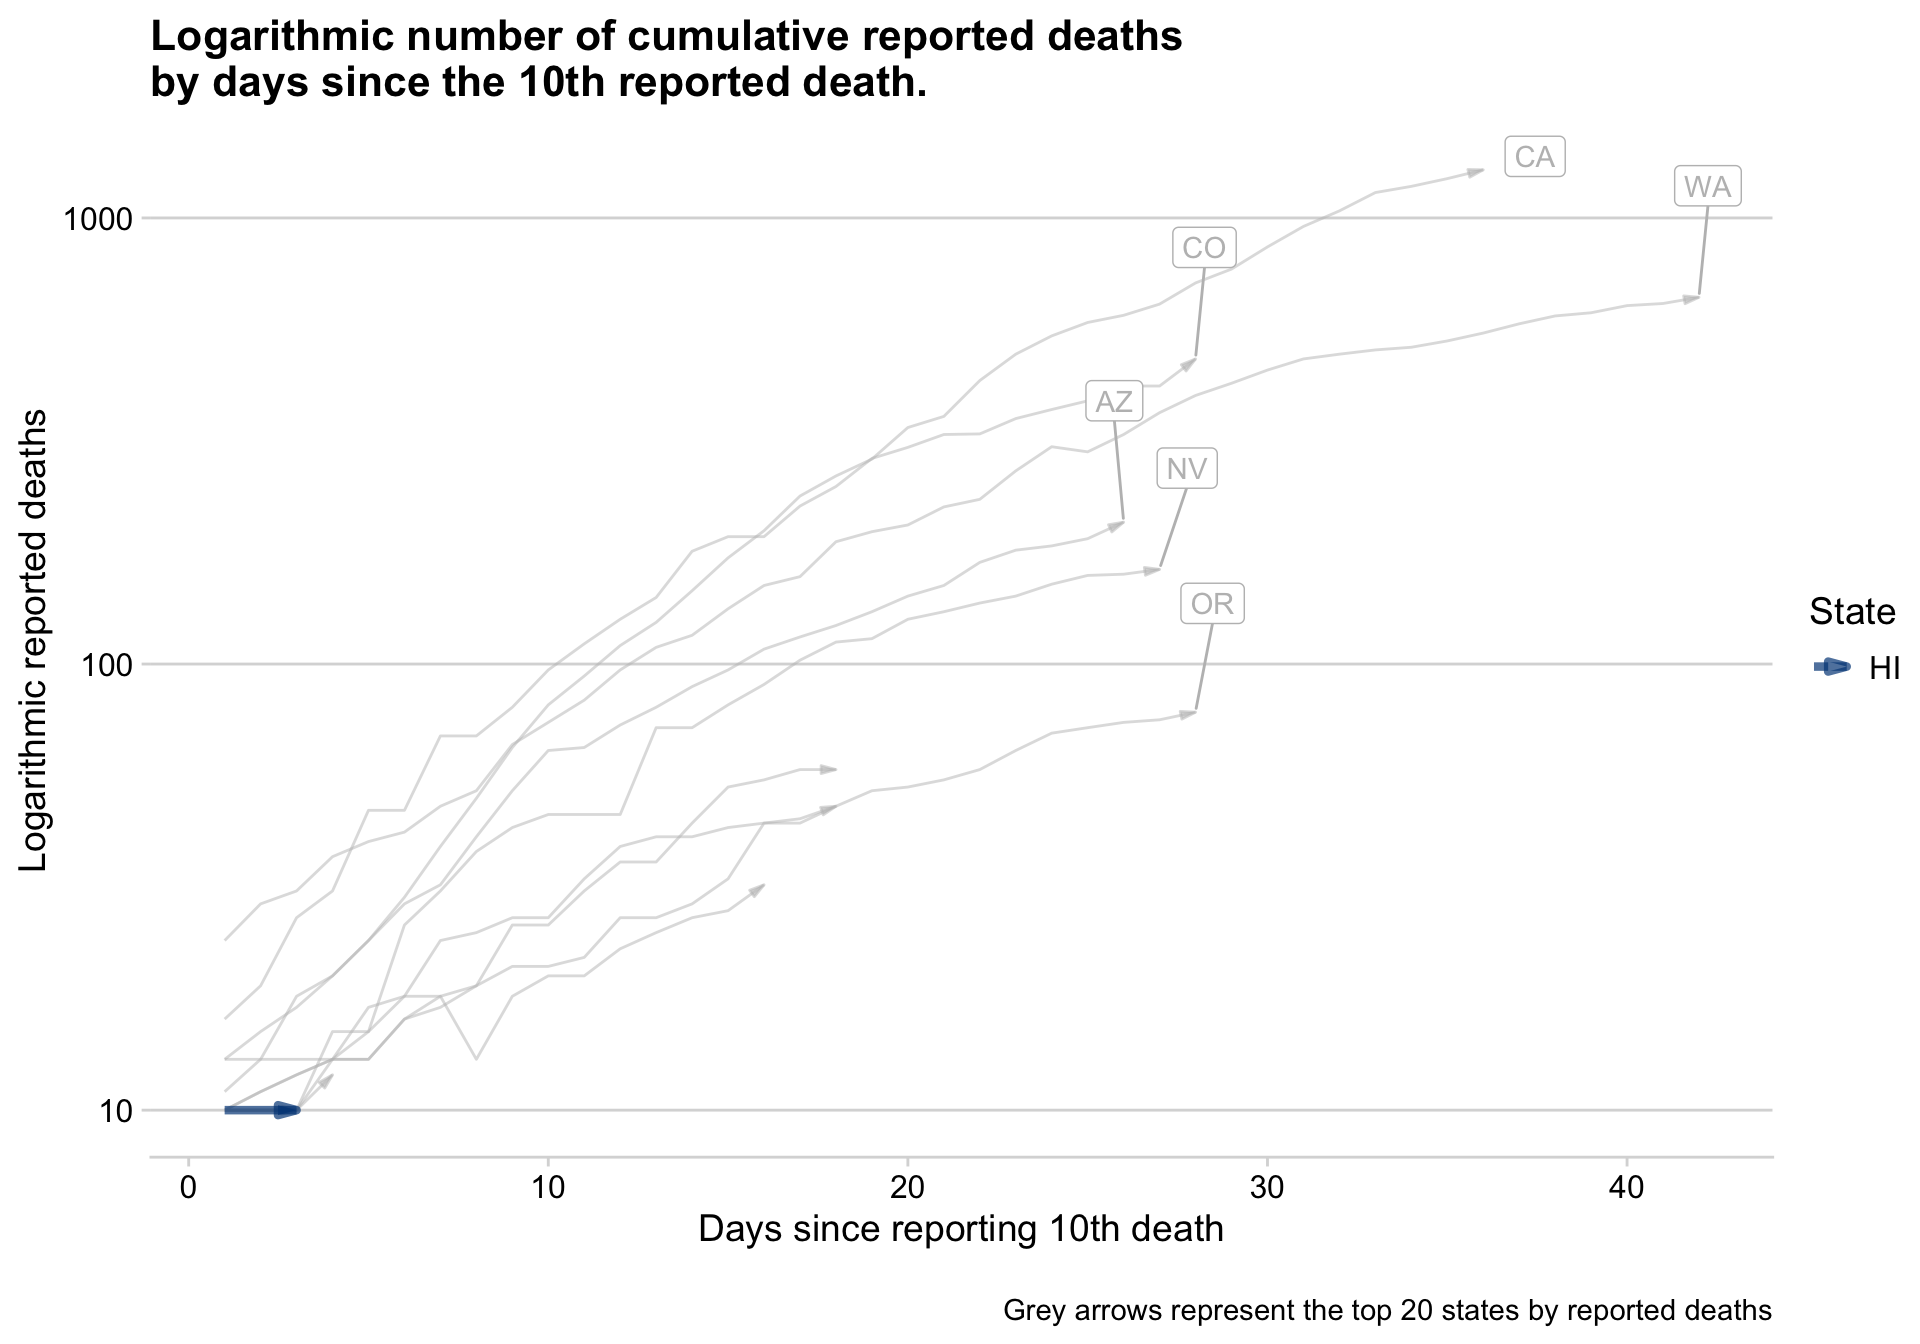 Logarithmic number of cumulative reported deaths
by days since the 10th reported death.
CA
WA
1000
CO
AZ
NV
OR
100
10
Logarithmic reported deaths
State
HI
0 10 20 30 40
Days since reporting 10th death
Grey arrows represent the top 20 states by reported deaths